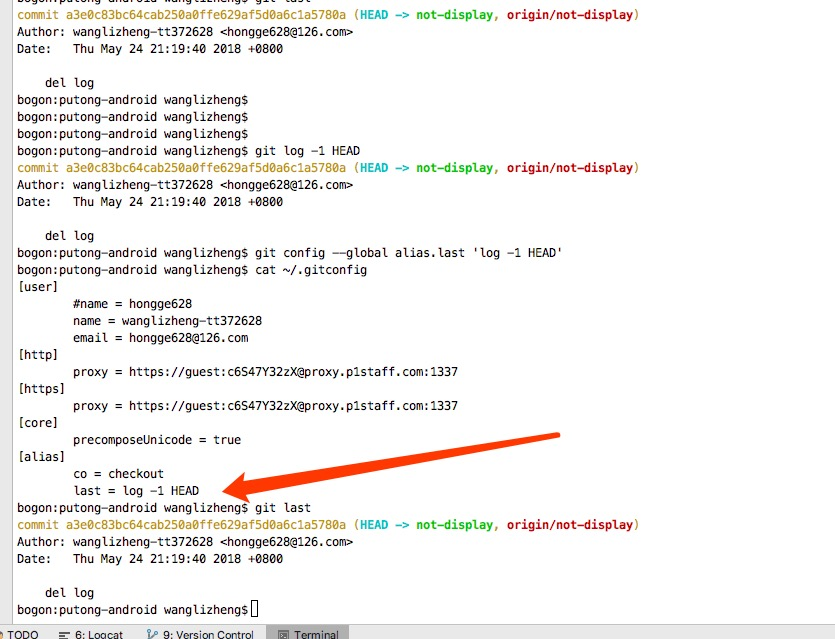 commit a3e0c83bc64cab250a0ffe629af5d0a6c1a5780a (HEAD -> not-display, origin/not-display)
Author: wanglizheng-tt372628 <hongge628@126.com>
Date:   Thu May 24 21:19:40 2018 +0800
    del log
bogon:putong-android wanglizheng$
bogon:putong-android wanglizheng$
bogon:putong-android wanglizheng$
bogon:putong-android wanglizheng$ git log -1 HEAD
commit a3e0c83bc64cab250a0ffe629af5d0a6c1a5780a (HEAD -> not-display, origin/not-display)
Author: wanglizheng-tt372628 <hongge628@126.com>
Date:   Thu May 24 21:19:40 2018 +0800
    del log
bogon:putong-android wanglizheng$ git config --global alias.last 'log -1 HEAD'
bogon:putong-android wanglizheng$ cat ~/.gitconfig
[user]
        #name = hongge628
        name = wanglizheng-tt372628
        email = hongge628@126.com
[http]
        proxy = https://guest:c6S47Y32zX@proxy.p1staff.com:1337
[https]
        proxy = https://guest:c6S47Y32zX@proxy.p1staff.com:1337
[core]
        precomposeUnicode = true
[alias]
        co = checkout
        last = log -1 HEAD
bogon:putong-android wanglizheng$ git last
commit a3e0c83bc64cab250a0ffe629af5d0a6c1a5780a (HEAD -> not-display, origin/not-display)
Author: wanglizheng-tt372628 <hongge628@126.com>
Date:   Thu May 24 21:19:40 2018 +0800
    del log
bogon:putong-android wanglizheng$
TODO 6: Logcat 9: Version Control Terminal